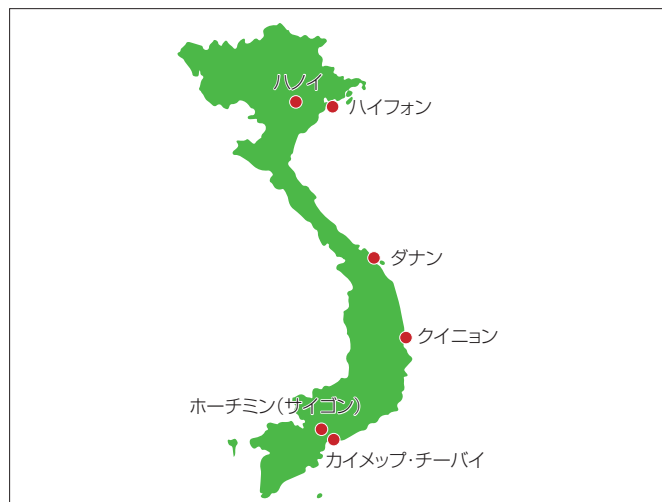 ハノイ
ハイフォン
ダナン
クイニョン
ホーチミン(サイゴン)
カイメップ・チーバイ